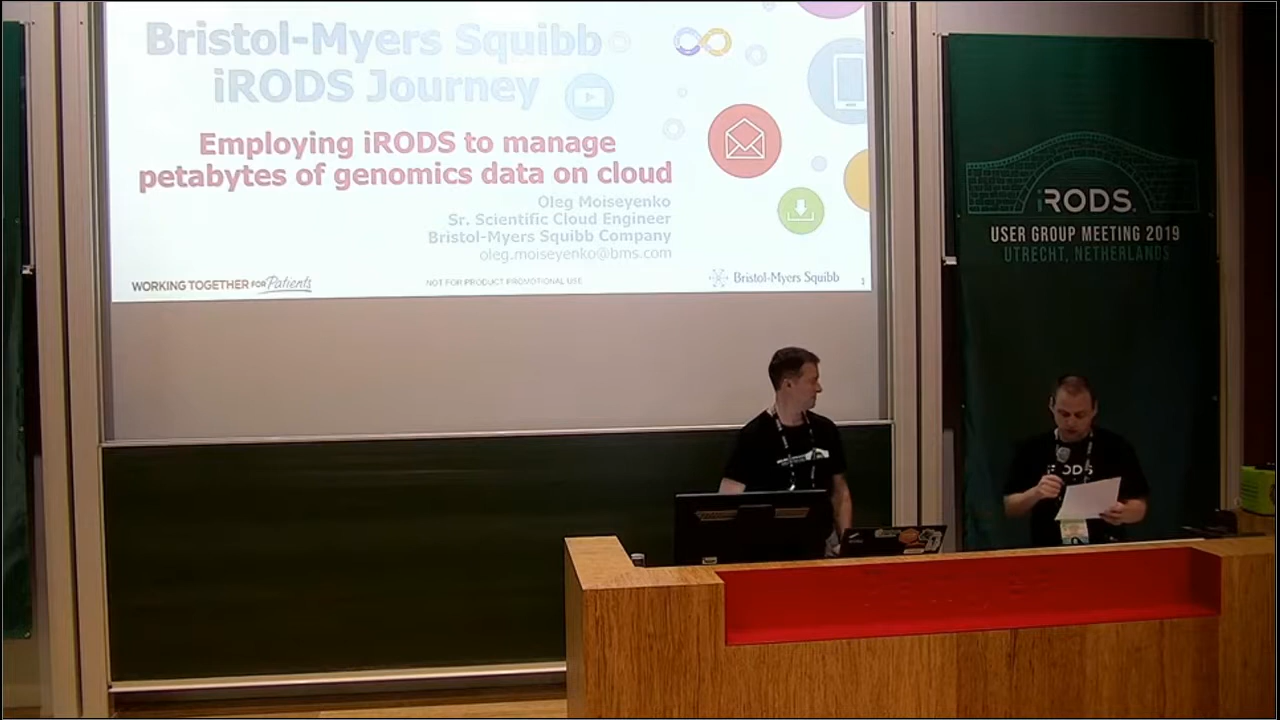 Bristol-Myers Squibb
iRODS Journey
Employing iRODS to manage
petabytes of genomics data on cloud
Oleg Moiseyenko
Sr. Scientific Cloud Engineer
Bristol-Myers Squibb Company
oleg.moiseyenko@bms.com
WORKING TOGETHER FOR Patients
NOT FOR PRODUCT PROMOTIONAL USE
Bristol-Myers Squibb
iRODS
USER GROUP MEETING 2019
UTRECHT, NETHERLANDS
iRODS